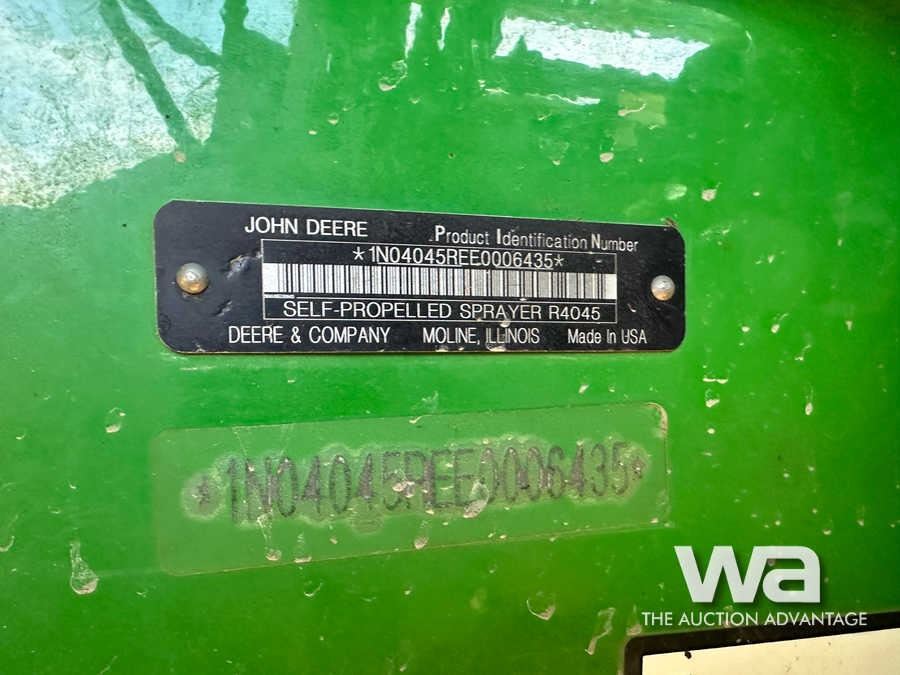 JOHN DEERE
Product Identification Number
*1N04045REE0006435*
SELF-PROPELLED SPRAYER R4045
DEERE & COMPANY MOLINE, ILLINOIS Made in USA
*1N04045REE0006435*
wa
THE AUCTION ADVANTAGE